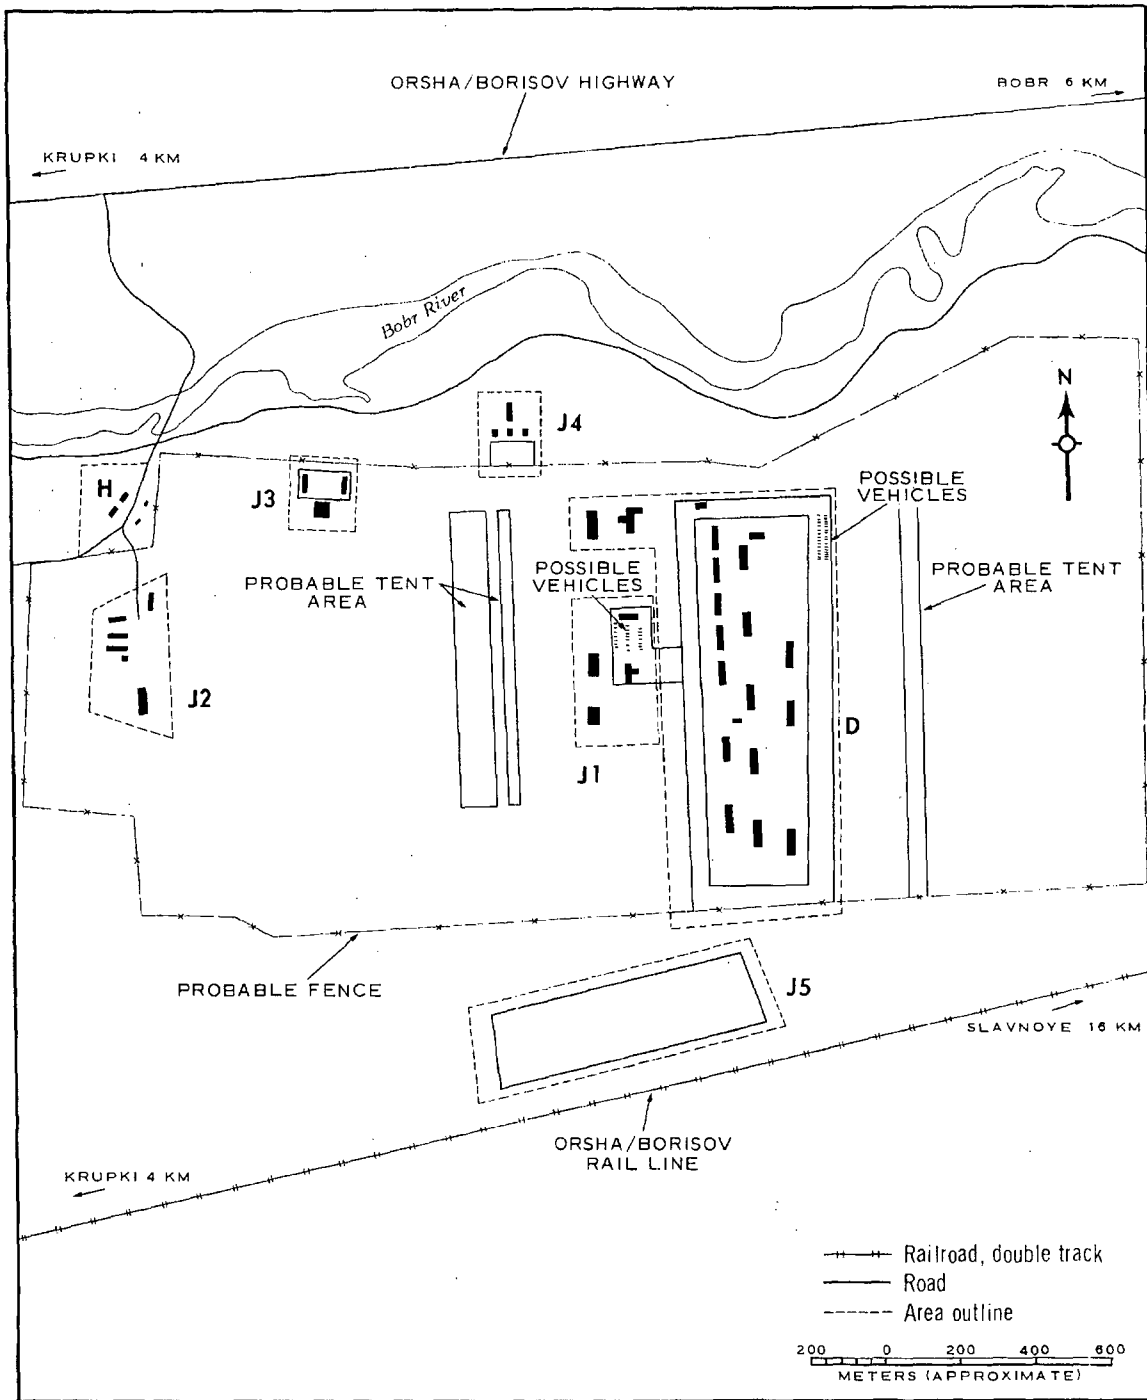 ORSHA/BORISOV HIGHWAY
BOBR 6 KM
KRUPKI 4 KM
Bobr River
N
J4
H
J3
POSSIBLE
VEHICLES
PROBABLE TENT
AREA
POSSIBLE
VEHICLES
PROBABLE TENT
AREA
J2
D
J1
PROBABLE FENCE
J5
SLAVNOYE 16 KM
ORSHA/BORISOV
RAIL LINE
KRUPKI 4 KM
Railroad, double track
Road
Area outline
200 0 200 400 600
METERS (APPROXIMATE)